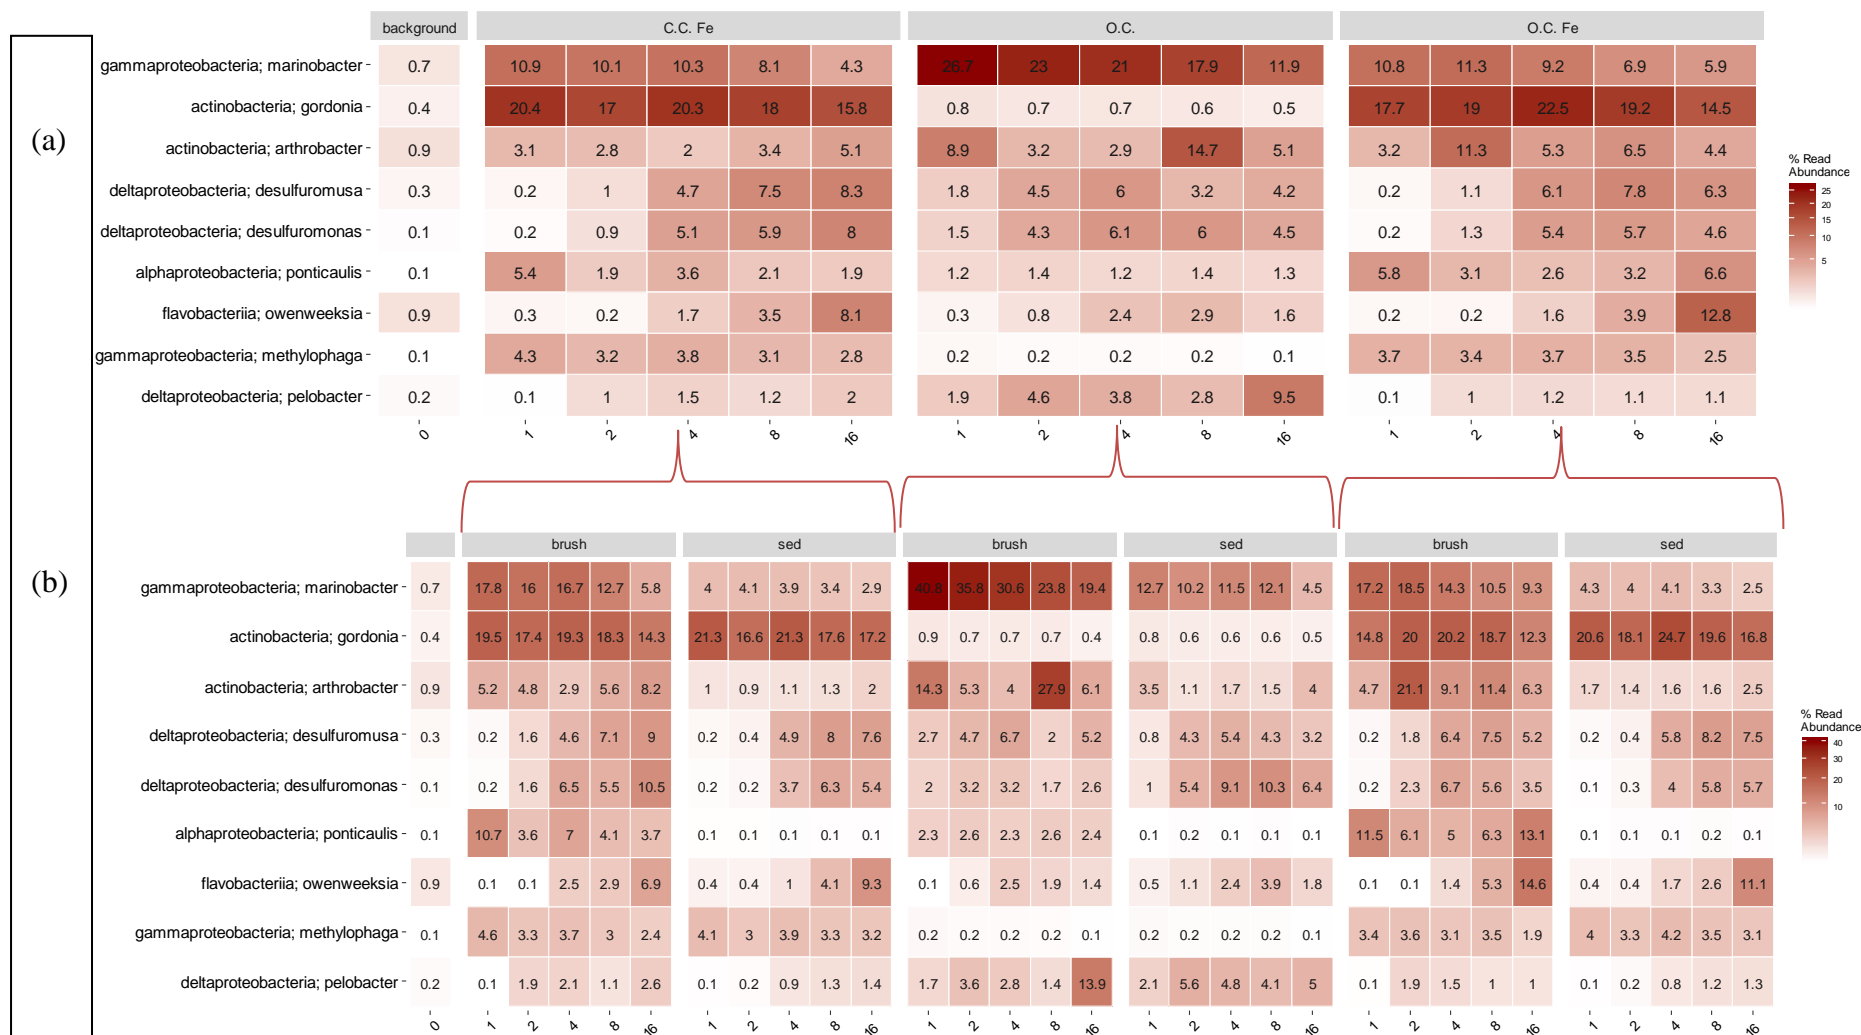 background C.C. Fe O.C. O.C. Fe
(a)
gammaproteobacteria; marinobacter 0.7 10.9 10.1 10.3 8.1 4.3 26.7 23 21 17.9 11.9 10.8 11.3 9.2 6.9 5.9
actinobacteria; gordonia 0.4 20.4 17 20.3 18 15.8 0.8 0.7 0.7 0.6 0.5 17.7 19 22.5 19.2 14.5
actinobacteria; arthrobacter 0.9 3.1 2.8 2 3.4 5.1 8.9 3.2 2.9 14.7 5.1 3.2 11.3 5.3 6.5 4.4
deltaproteobacteria; desulfuromusa 0.3 0.2 1 4.7 7.5 8.3 1.8 4.5 6 3.2 4.2 0.2 1.1 6.1 7.8 6.3
deltaproteobacteria; desulfuromonas 0.1 0.2 0.9 5.1 5.9 8 1.5 4.3 6.1 6 4.5 0.2 1.3 5.4 5.7 4.6
alphaproteobacteria; ponticaulis 0.1 5.4 1.9 3.6 2.1 1.9 1.2 1.4 1.2 1.4 1.3 5.8 3.1 2.6 3.2 6.6
flavobacteriia; owenweeksia 0.9 0.3 0.2 1.7 3.5 8.1 0.3 0.8 2.4 2.9 1.6 0.2 0.2 1.6 3.9 12.8
gammaproteobacteria; methylophaga 0.1 4.3 3.2 3.8 3.1 2.8 0.2 0.2 0.2 0.2 0.1 3.7 3.4 3.7 3.5 2.5
deltaproteobacteria; pelobacter 0.2 0.1 1 1.5 1.2 2 1.9 4.6 3.8 2.8 9.5 0.1 1 1.2 1.1 1.1
0 1 2 4 8 16 1 2 4 8 16 1 2 4 8 16
% Read
Abundance
25
20
15
10
5
brush sed brush sed brush sed
(b)
gammaproteobacteria; marinobacter 0.7 17.8 16 16.7 12.7 5.8 4 4.1 3.9 3.4 2.9 40.8 35.8 30.6 23.8 19.4 12.7 10.2 11.5 12.1 4.5 17.2 18.5 14.3 10.5 9.3 4.3 4 4.1 3.3 2.5
actinobacteria; gordonia 0.4 19.5 17.4 19.3 18.3 14.3 21.3 16.6 21.3 17.6 17.2 0.9 0.7 0.7 0.7 0.4 0.8 0.6 0.6 0.6 0.5 14.8 20 20.2 18.7 12.3 20.6 18.1 24.7 19.6 16.8
actinobacteria; arthrobacter 0.9 5.2 4.8 2.9 5.6 8.2 1 0.9 1.1 1.3 2 14.3 5.3 4 27.9 6.1 3.5 1.1 1.7 1.5 4 4.7 21.1 9.1 11.4 6.3 1.7 1.4 1.6 1.6 2.5
deltaproteobacteria; desulfuromusa 0.3 0.2 1.6 4.6 7.1 9 0.2 0.4 4.9 8 7.6 2.7 4.7 6.7 2 5.2 0.8 4.3 5.4 4.3 3.2 0.2 1.8 6.4 7.5 5.2 0.2 0.4 5.8 8.2 7.5
deltaproteobacteria; desulfuromonas 0.1 0.2 1.6 6.5 5.5 10.5 0.2 0.2 3.7 6.3 5.4 2 3.2 3.2 1.7 2.6 1 5.4 9.1 10.3 6.4 0.2 2.3 6.7 5.6 3.5 0.1 0.3 4 5.8 5.7
alphaproteobacteria; ponticaulis 0.1 10.7 3.6 7 4.1 3.7 0.1 0.1 0.1 0.1 0.1 2.3 2.6 2.3 2.6 2.4 0.1 0.2 0.1 0.1 0.1 11.5 6.1 5 6.3 13.1 0.1 0.1 0.1 0.2 0.1
flavobacteriia; owenweeksia 0.9 0.1 0.1 2.5 2.9 6.9 0.4 0.4 1 4.1 9.3 0.1 0.6 2.5 1.9 1.4 0.5 1.1 2.4 3.9 1.8 0.1 0.1 1.4 5.3 14.6 0.4 0.4 1.7 2.6 11.1
gammaproteobacteria; methylophaga 0.1 4.6 3.3 3.7 3 2.4 4.1 3 3.9 3.3 3.2 0.2 0.2 0.2 0.2 0.1 0.2 0.2 0.2 0.2 0.1 3.4 3.6 3.1 3.5 1.9 4 3.3 4.2 3.5 3.1
deltaproteobacteria; pelobacter 0.2 0.1 1.9 2.1 1.1 2.6 0.1 0.2 0.9 1.3 1.4 1.7 3.6 2.8 1.4 13.9 2.1 5.6 4.8 4.1 5 0.1 1.9 1.5 1 1 0.1 0.2 0.8 1.2 1.3
0 1 2 4 8 16 1 2 4 8 16 1 2 4 8 16 1 2 4 8 16 1 2 4 8 16 1 2 4 8 16
% Read
Abundance
40
30
20
10